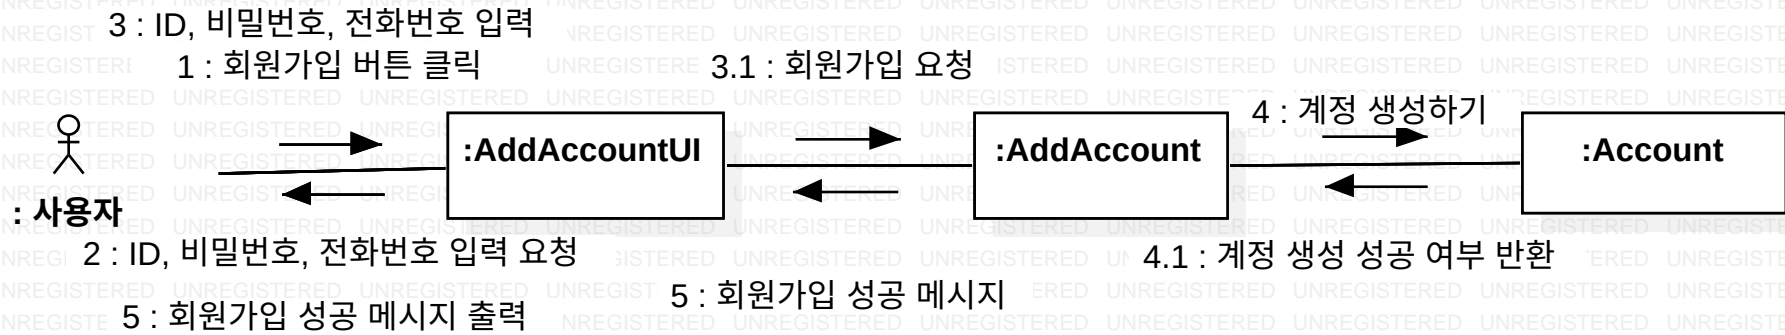 3 : ID, 비밀번호, 전화번호 입력
1 : 회원가입 버튼 클릭
3.1 : 회원가입 요청
4 : 계정 생성하기
:AddAccountUI
:AddAccount
:Account
: 사용자
2 : ID, 비밀번호, 전화번호 입력 요청
4.1 : 계정 생성 성공 여부 반환
5 : 회원가입 성공 메시지
5 : 회원가입 성공 메시지 출력
UNREGISTERED